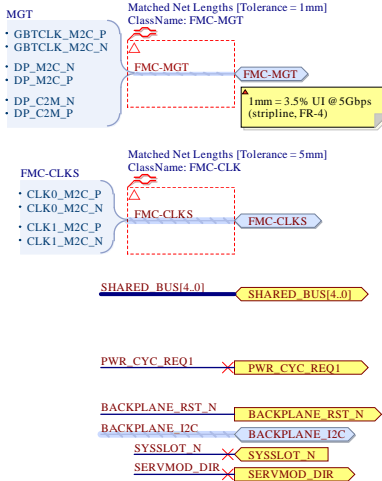 MGT
GBTCLK_M2C_P
GBTCLK_M2C_N
DP_M2C_N
DP_M2C_P
DP_C2M_N
DP_C2M_P
Matched Net Lengths [Tolerance = 1mm]
ClassName: FMC-MGT
FMC-MGT
FMC-MGT
1mm = 3.5% UI @5Gbps
(stripline, FR-4)
Matched Net Lengths [Tolerance = 5mm]
ClassName: FMC-CLK
FMC-CLKS
CLK0_M2C_P
CLK0_M2C_N
CLK1_M2C_P
CLK1_M2C_N
FMC-CLKS
FMC-CLKS
SHARED_BUS[4..0]
SHARED_BUS[4..0]
PWR_CYC_REQ1
PWR_CYC_REQ1
BACKPLANE_RST_N
BACKPLANE_RST_N
BACKPLANE_I2C
BACKPLANE_I2C
SYSSLOT_N
SYSSLOT_N
SERVMOD_DIR
SERVMOD_DIR